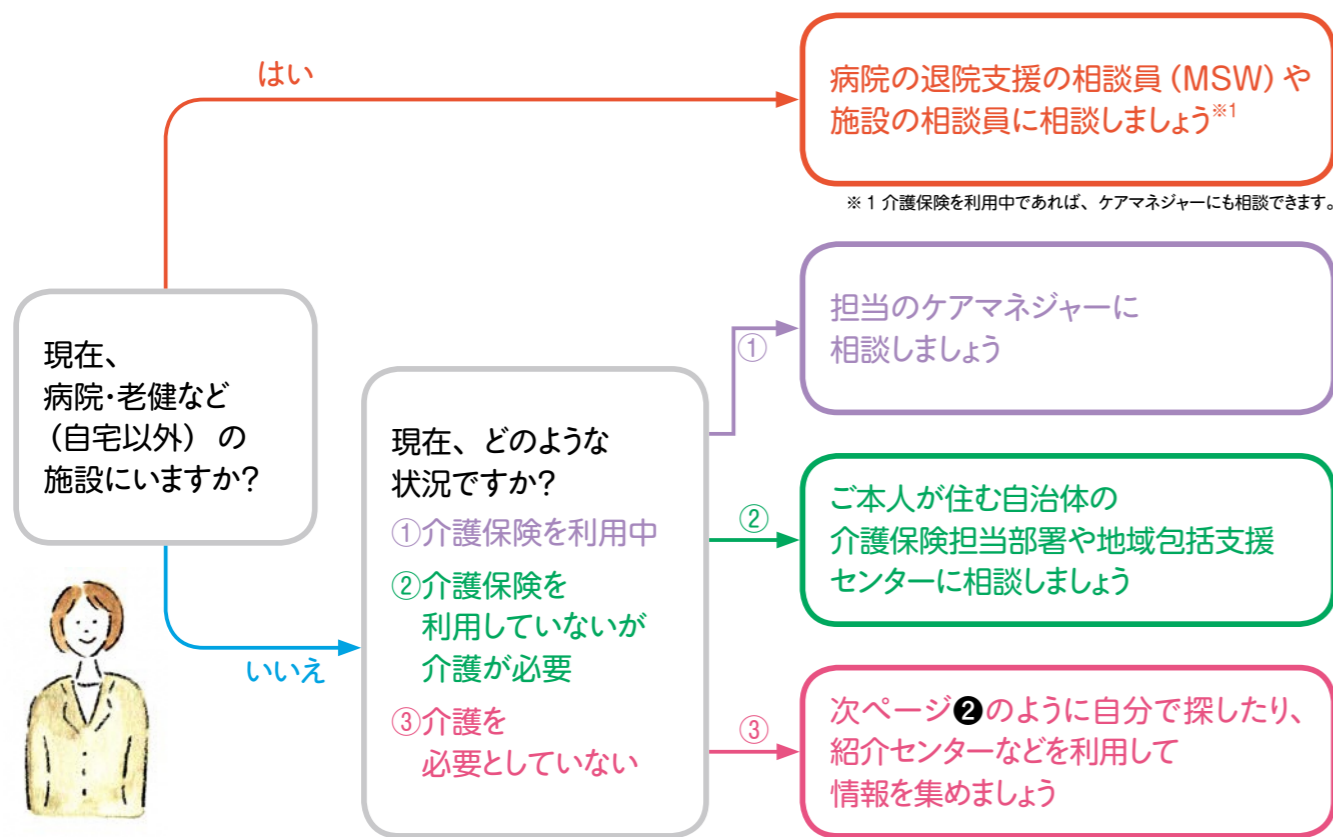 はい
病院の退院支援の相談員（MSW）や
施設の相談員に相談しましょう※1
※1 介護保険を利用中であれば、ケアマネジャーにも相談できます。
現在、
病院・老健など
（自宅以外）の
施設にいますか？
いいえ
現在、どのような
状況ですか？
①介護保険を利用中
②介護保険を
利用していないが
介護が必要
③介護を
必要としていない
①
担当のケアマネジャーに
相談しましょう
②
ご本人が住む自治体の
介護保険担当部署や地域包括支援
センターに相談しましょう
③
次ページ❷のように自分で探したり、
紹介センターなどを利用して
情報を集めましょう